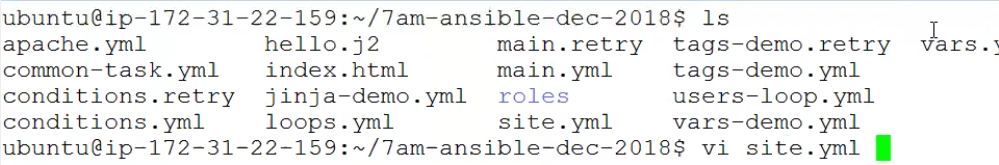 ubuntu@ip-172-31-22-159:~/7am-ansible-dec-2018$ ls
apache.yml hello.j2 main.retry tags-demo.retry vars.y
common-task.yml index.html main.yml tags-demo.yml
conditions.retry jinja-demo.yml roles users-loop.yml
conditions.yml loops.yml site.yml vars-demo.yml
ubuntu@ip-172-31-22-159:~/7am-ansible-dec-2018$ vi site.yml